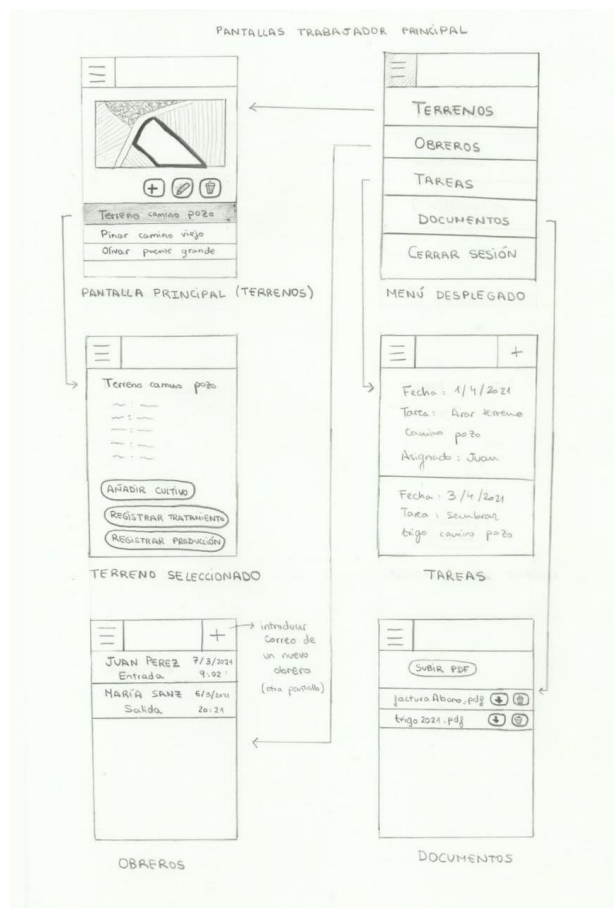 PANTALLAS TRABAJADOR PRINCIPAL
Terreno camino pozo
Pinar camino viejo
Olivar puente grande
PANTALLA PRINCIPAL (TERRENOS)
TERRENOS
OBREROS
TAREAS
DOCUMENTOS
CERRAR SESIÓN
MENÚ DESPLEGADO
Terreno camino pozo
AÑADIR CULTIVO
REGISTRAR TRATAMIENTO
REGISTRAR PRODUCCIÓN
TERRENO SELECCIONADO
Fecha: 1/4/2021
Tarea: Arar terreno
camino pozo
Asignado: Juan
Fecha: 3/4/2021
Tarea: Sembrar
trigo camino pozo
TAREAS
JUAN PEREZ 7/3/2021
Entrada 9:02
MARÍA SANZ 6/3/2021
Salida 20:21
introducir
correo de
un nuevo
obrero
(otra pantalla)
OBREROS
SUBIR PDF
facturaAbono.pdf
trigo2021.pdf
DOCUMENTOS